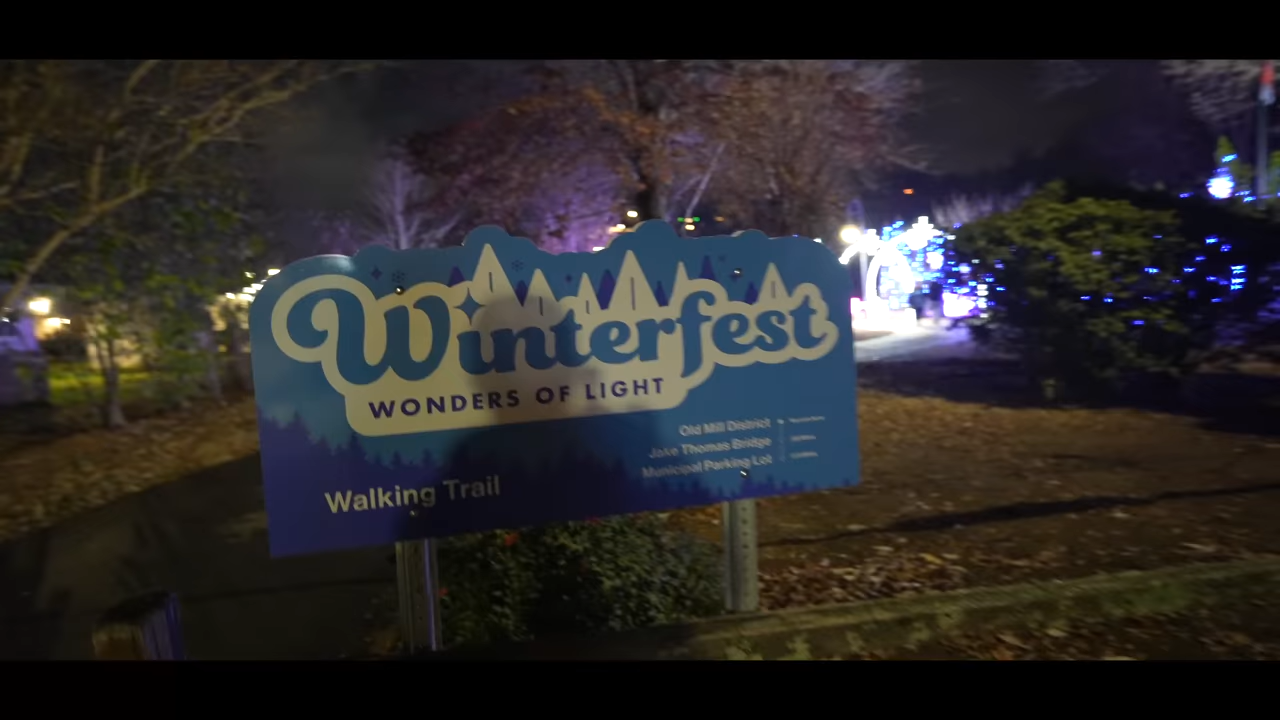 Winterfest
WONDERS OF LIGHT
Old Mill District
Jake Thomas Bridge
Municipal Parking Lot
Walking Trail